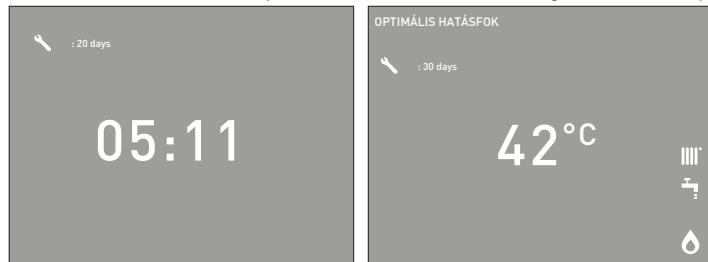 : 20 days
05:11
OPTIMÁLIS HATÁSFOK
: 30 days
42°C